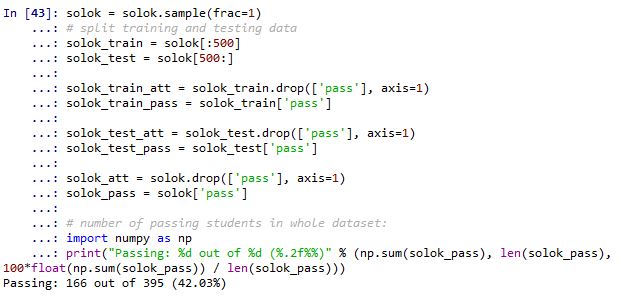 In [43]: solok = solok.sample(frac=1)
...: # split training and testing data
...: solok_train = solok[:500]
...: solok_test = solok[500:]
...:
...: solok_train_att = solok_train.drop(['pass'], axis=1)
...: solok_train_pass = solok_train['pass']
...:
...: solok_test_att = solok_test.drop(['pass'], axis=1)
...: solok_test_pass = solok_test['pass']
...:
...: solok_att = solok.drop(['pass'], axis=1)
...: solok_pass = solok['pass']
...:
...: # number of passing students in whole dataset:
...: import numpy as np
...: print("Passing: %d out of %d (%.2f%%)" % (np.sum(solok_pass), len(solok_pass),
100*float(np.sum(solok_pass)) / len(solok_pass)))
Passing: 166 out of 395 (42.03%)